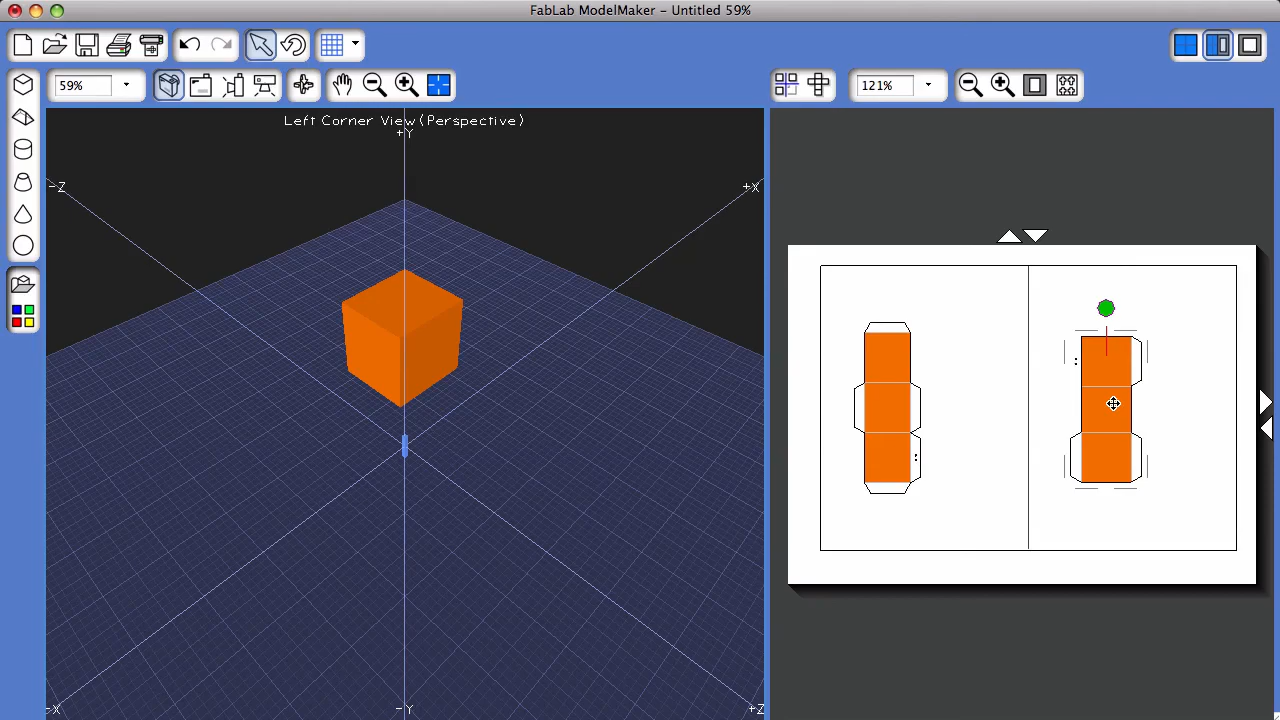 FabLab ModelMaker – Untitled 59%
59%
121%
Left Corner View(Perspective)
+Y
-Z
+X
-X
-Y
+Z